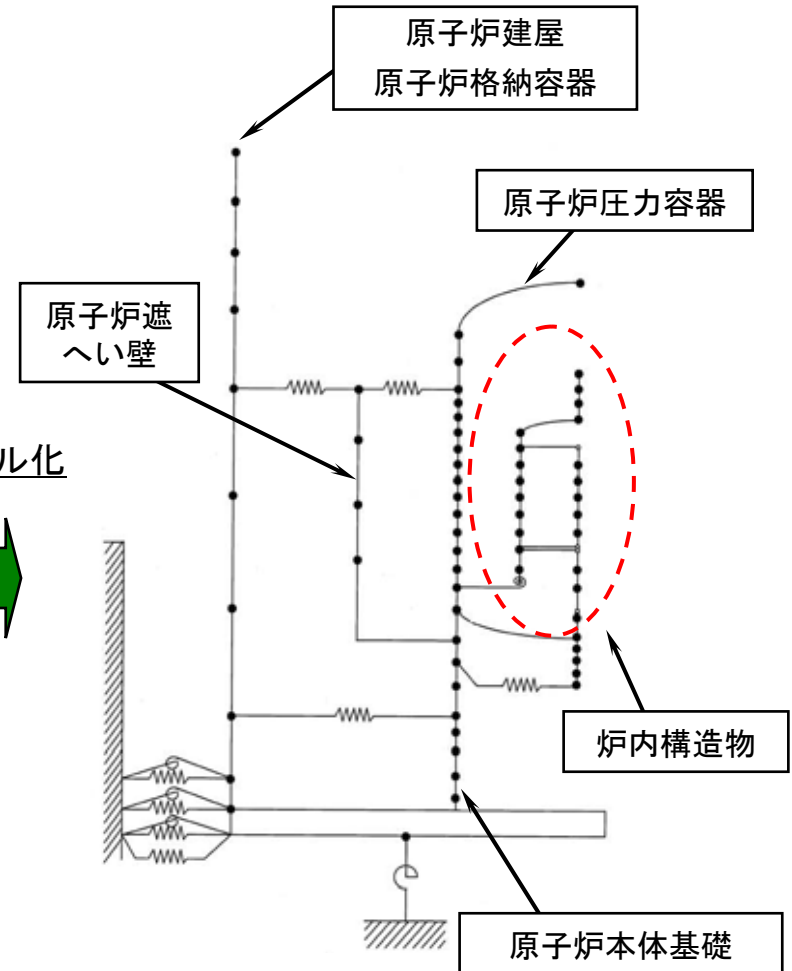 原子炉建屋
原子炉格納容器
原子炉圧力容器
原子炉遮
へい壁
ル化
炉内構造物
原子炉本体基礎